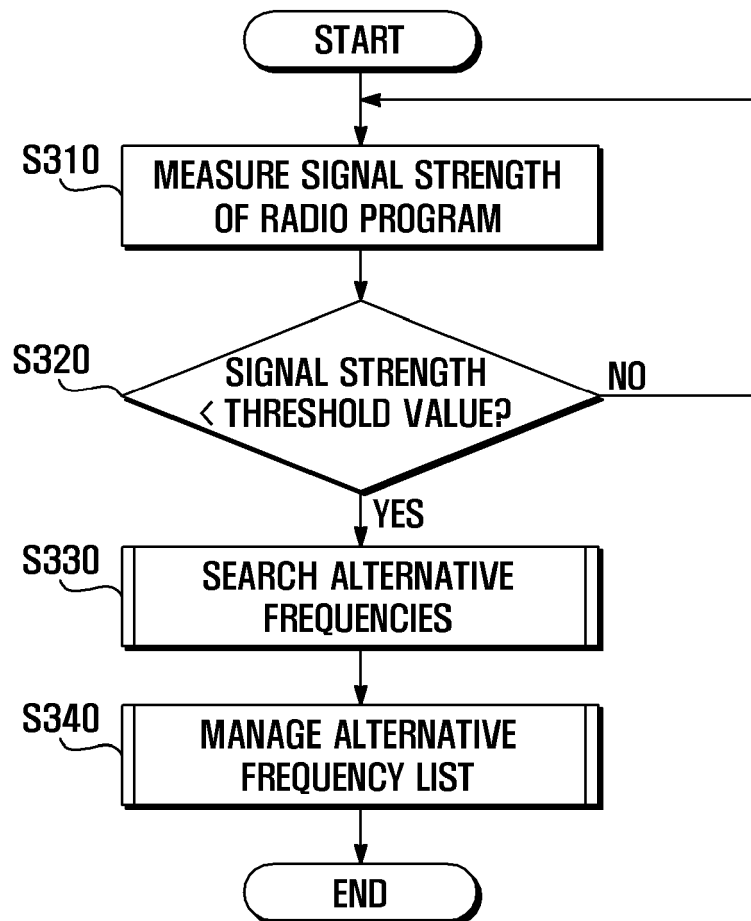 START
S310
MEASURE SIGNAL STRENGTH
OF RADIO PROGRAM
S320
SIGNAL STRENGTH
< THRESHOLD VALUE?
NO
YES
S330
SEARCH ALTERNATIVE
FREQUENCIES
S340
MANAGE ALTERNATIVE
FREQUENCY LIST
END